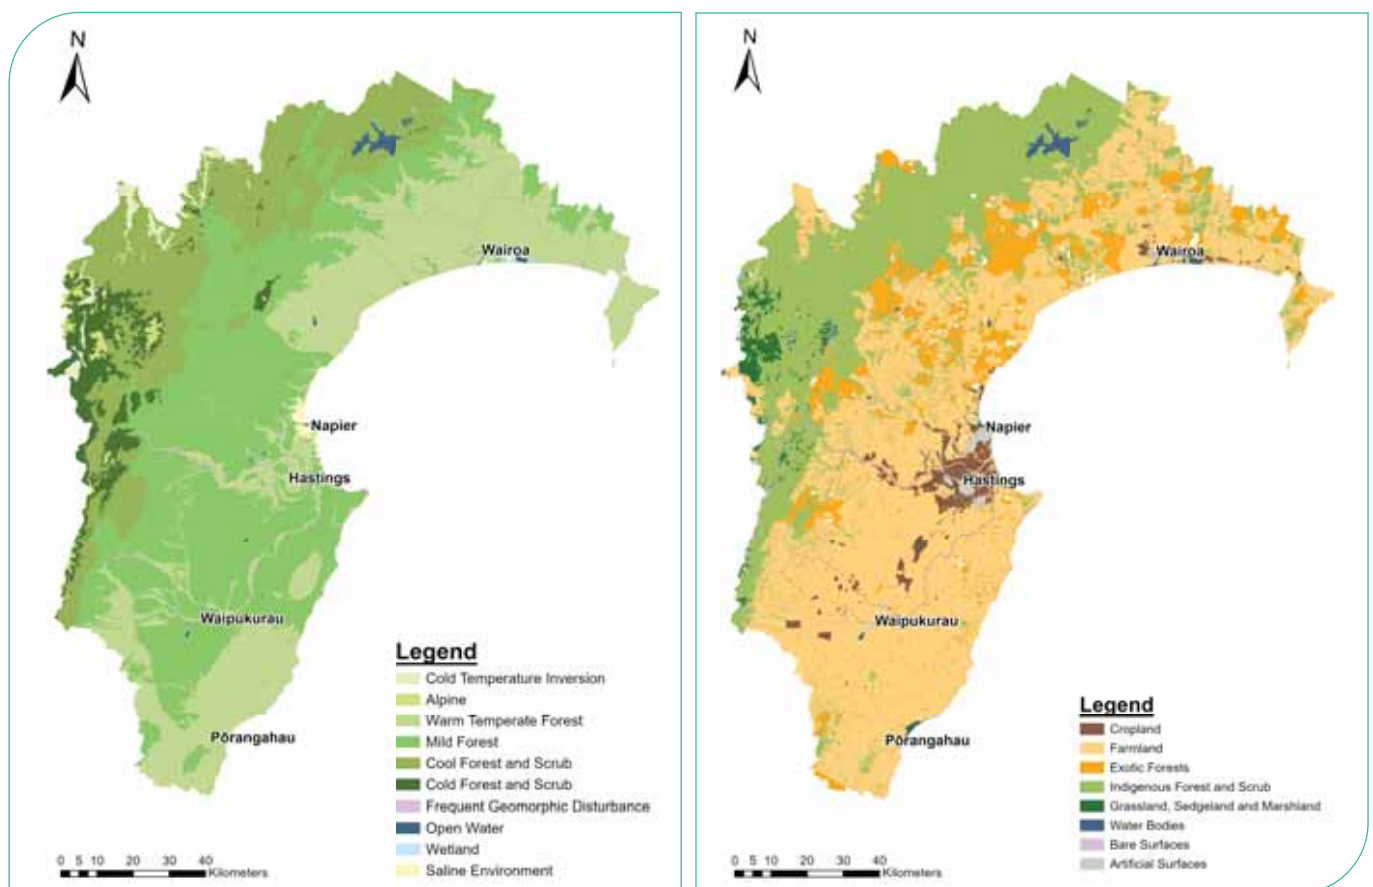 N
Wairoa
Napier
Hastings
Waipukurau
Pōrangahau
Legend
Cold Temperature Inversion
Alpine
Warm Temperate Forest
Mild Forest
Cool Forest and Scrub
Cold Forest and Scrub
Frequent Geomorphic Disturbance
Open Water
Wetland
Saline Environment
0 5 10 20 30 40
Kilometers
N
Wairoa
Napier
Hastings
Waipukurau
Pōrangahau
Legend
Cropland
Farmland
Exotic Forests
Indigenous Forest and Scrub
Grassland, Sedgeland and Marshland
Water Bodies
Bare Surfaces
Artificial Surfaces
0 5 10 20 30 40
Kilometers